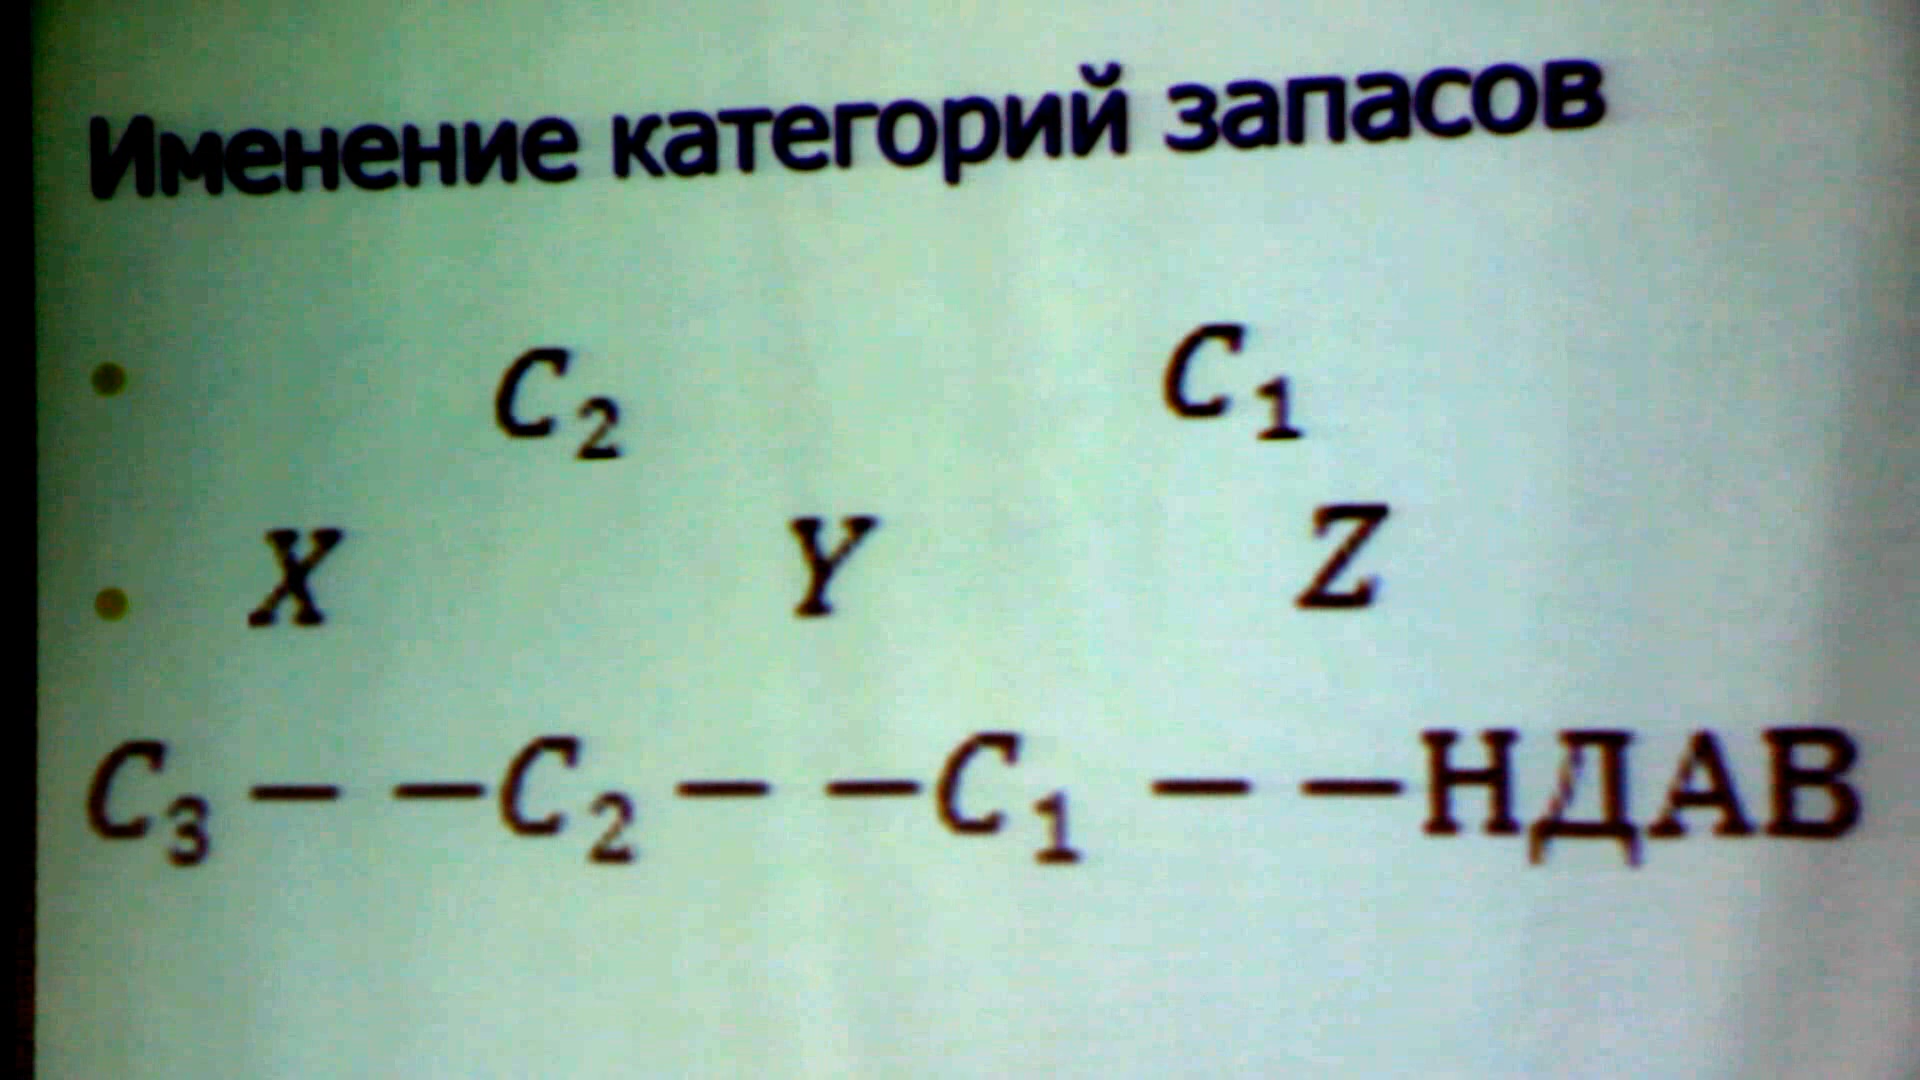 Именение категорий запасов
• C₂ C₁
• X Y Z
C₃ − − C₂ − − C₁ − − НДАВ